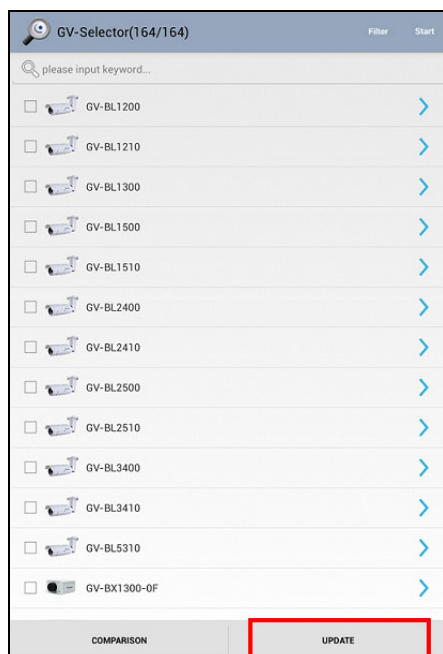 GV-Selector(164/164) Filter Start
please input keyword...
GV-BL1200
GV-BL1210
GV-BL1300
GV-BL1500
GV-BL1510
GV-BL2400
GV-BL2410
GV-BL2500
GV-BL2510
GV-BL3400
GV-BL3410
GV-BL5310
GV-BX1300-0F
COMPARISON UPDATE